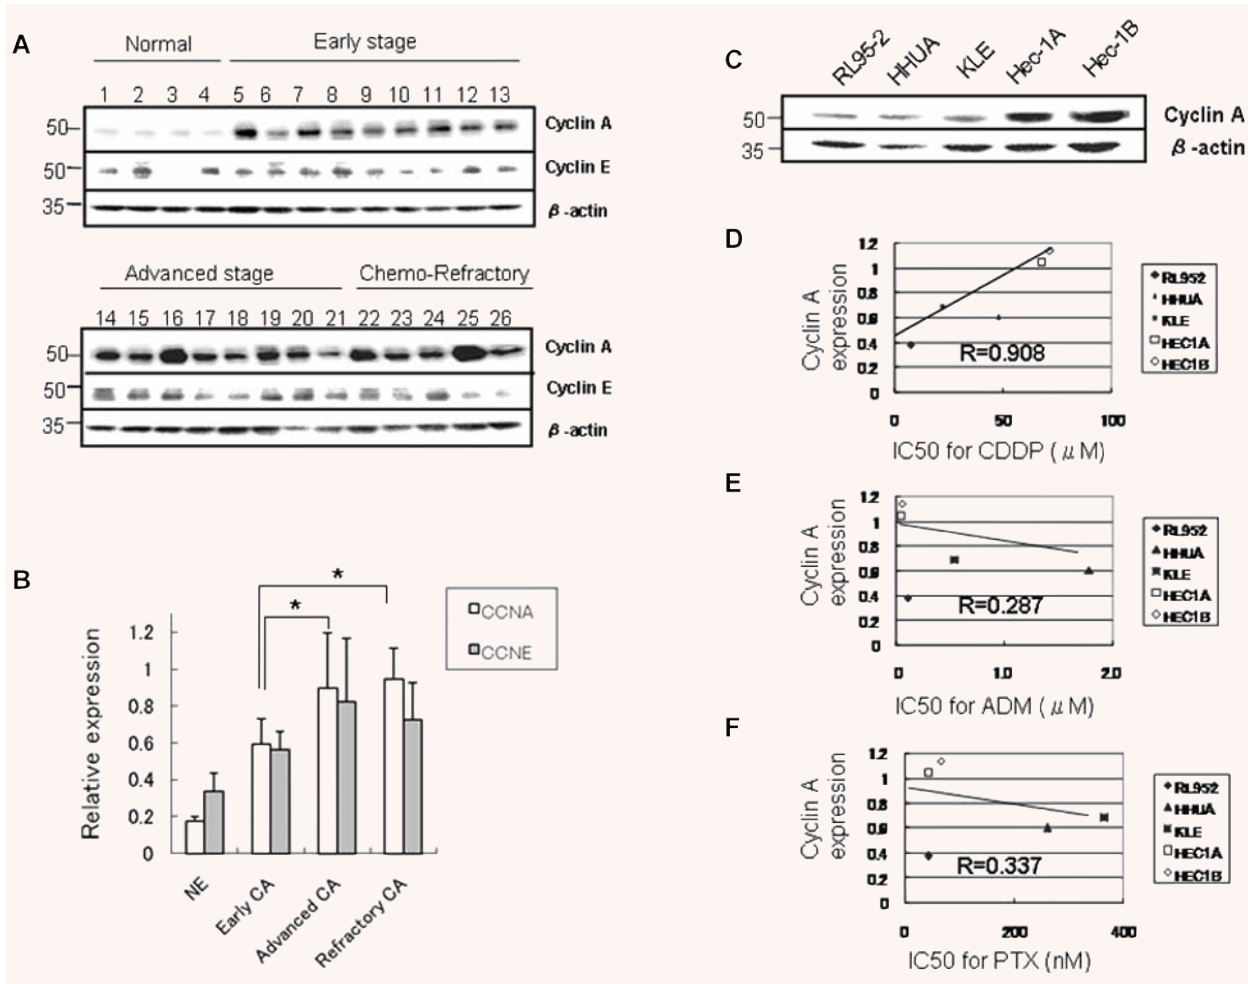 A
Normal
Early stage
1 2 3 4 5 6 7 8 9 10 11 12 13
50
Cyclin A
50
Cyclin E
35
β-actin
Advanced stage
Chemo-Refractory
14 15 16 17 18 19 20 21 22 23 24 25 26
50
Cyclin A
50
Cyclin E
35
β-actin
B
*
*
CCNA
CCNE
Relative expression
1.2
1
0.8
0.6
0.4
0.2
0
NE
Early CA
Advanced CA
Refractory CA
C
RL95-2
HHUA
KLE
Hec-1A
Hec-1B
50
Cyclin A
35
β-actin
D
Cyclin A
expression
1.2
1
0.8
0.6
0.4
0.2
0
R=0.908
0 50 100
IC50 for CDDP (μM)
RL952
HHUA
KLE
HEC1A
HEC1B
E
Cyclin A
expression
1.2
1
0.8
0.6
0.4
0.2
0
R=0.287
0 1.0 2.0
IC50 for ADM (μM)
RL952
HHUA
KLE
HEC1A
HEC1B
F
Cyclin A
expression
1.2
1
0.8
0.6
0.4
0.2
0
R=0.337
0 200 400
IC50 for PTX (nM)
RL952
HHUA
KLE
HEC1A
HEC1B